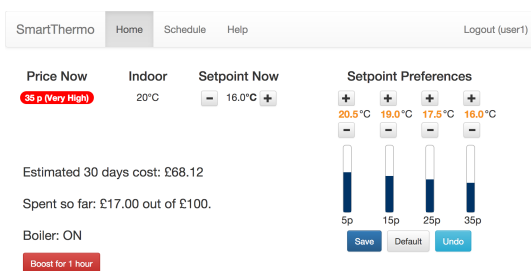 SmartThermo Home Schedule Help Logout (user1)
Price Now Indoor Setpoint Now Setpoint Preferences
35 p (Very High) 20°C - 16.0°C +
+ + + +
20.5°C 19.0°C 17.5°C 16.0°C
- - - -
Estimated 30 days cost: £68.12
Spent so far: £17.00 out of £100.
5p 15p 25p 35p
Boiler: ON
Save Default Undo
Boost for 1 hour